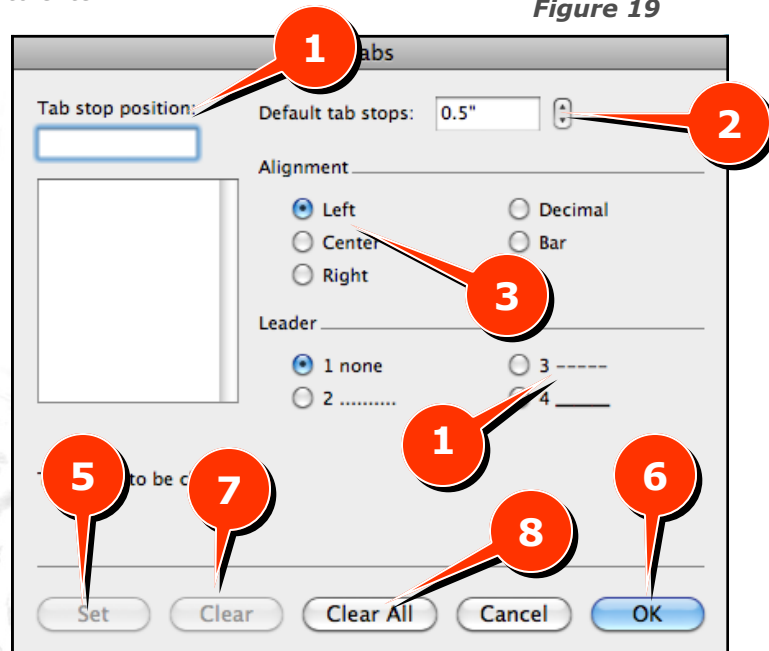 Figure 19
1
abs
Tab stop position:
Default tab stops: 0.5"
2
Alignment
Left
Decimal
Center
Bar
Right
3
Leader
1 none
3 -----
2 ..........
4 _____
1
5
to be c
7
6
8
Set
Clear
Clear All
Cancel
OK